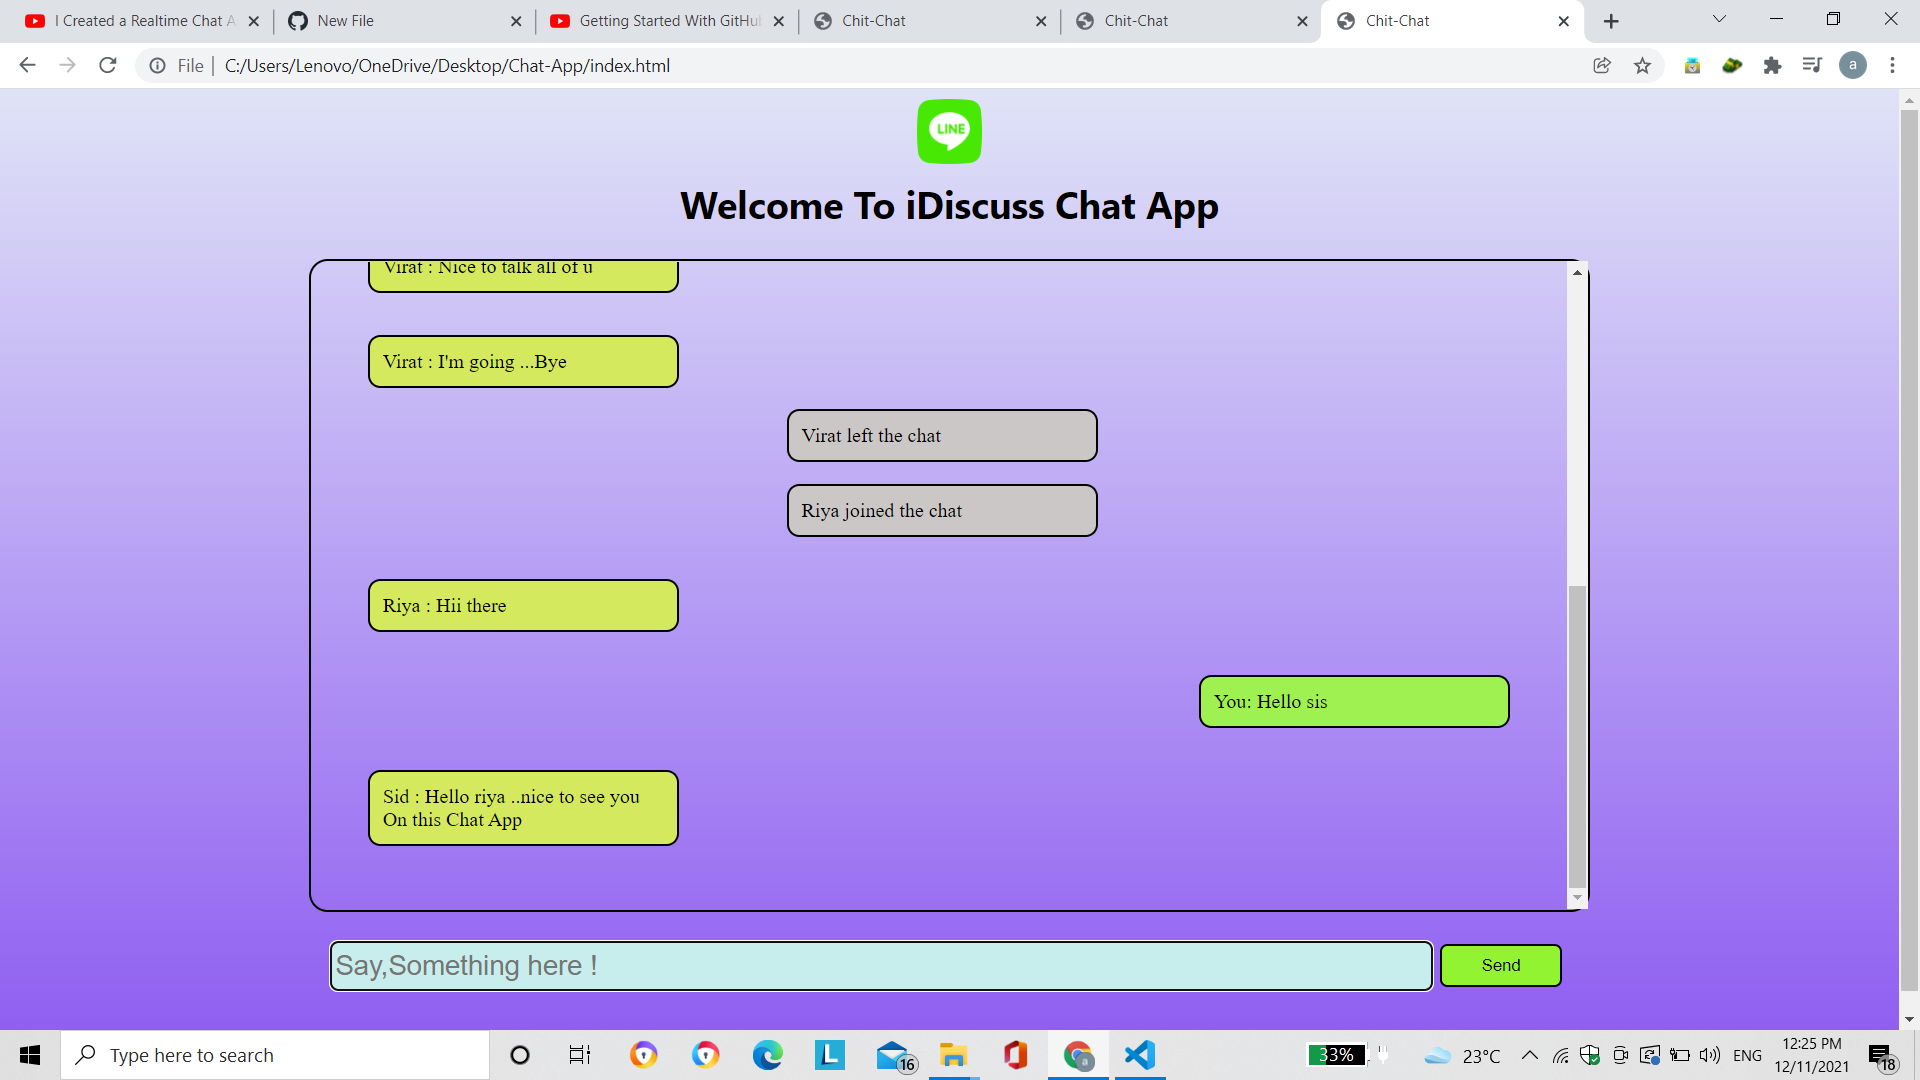 I Created a Realtime Chat A
New File
Getting Started With GitHu
Chit-Chat
Chit-Chat
Chit-Chat
File
C:/Users/Lenovo/OneDrive/Desktop/Chat-App/index.html
a
LINE
Welcome To iDiscuss Chat App
Virat : Nice to talk all of u
Virat : I'm going ...Bye
Virat left the chat
Riya joined the chat
Riya : Hii there
You: Hello sis
Sid : Hello riya ..nice to see you
On this Chat App
Say,Something here !
Send
Type here to search
L
16
a
33%
23°C
ENG
12:25 PM
12/11/2021
18